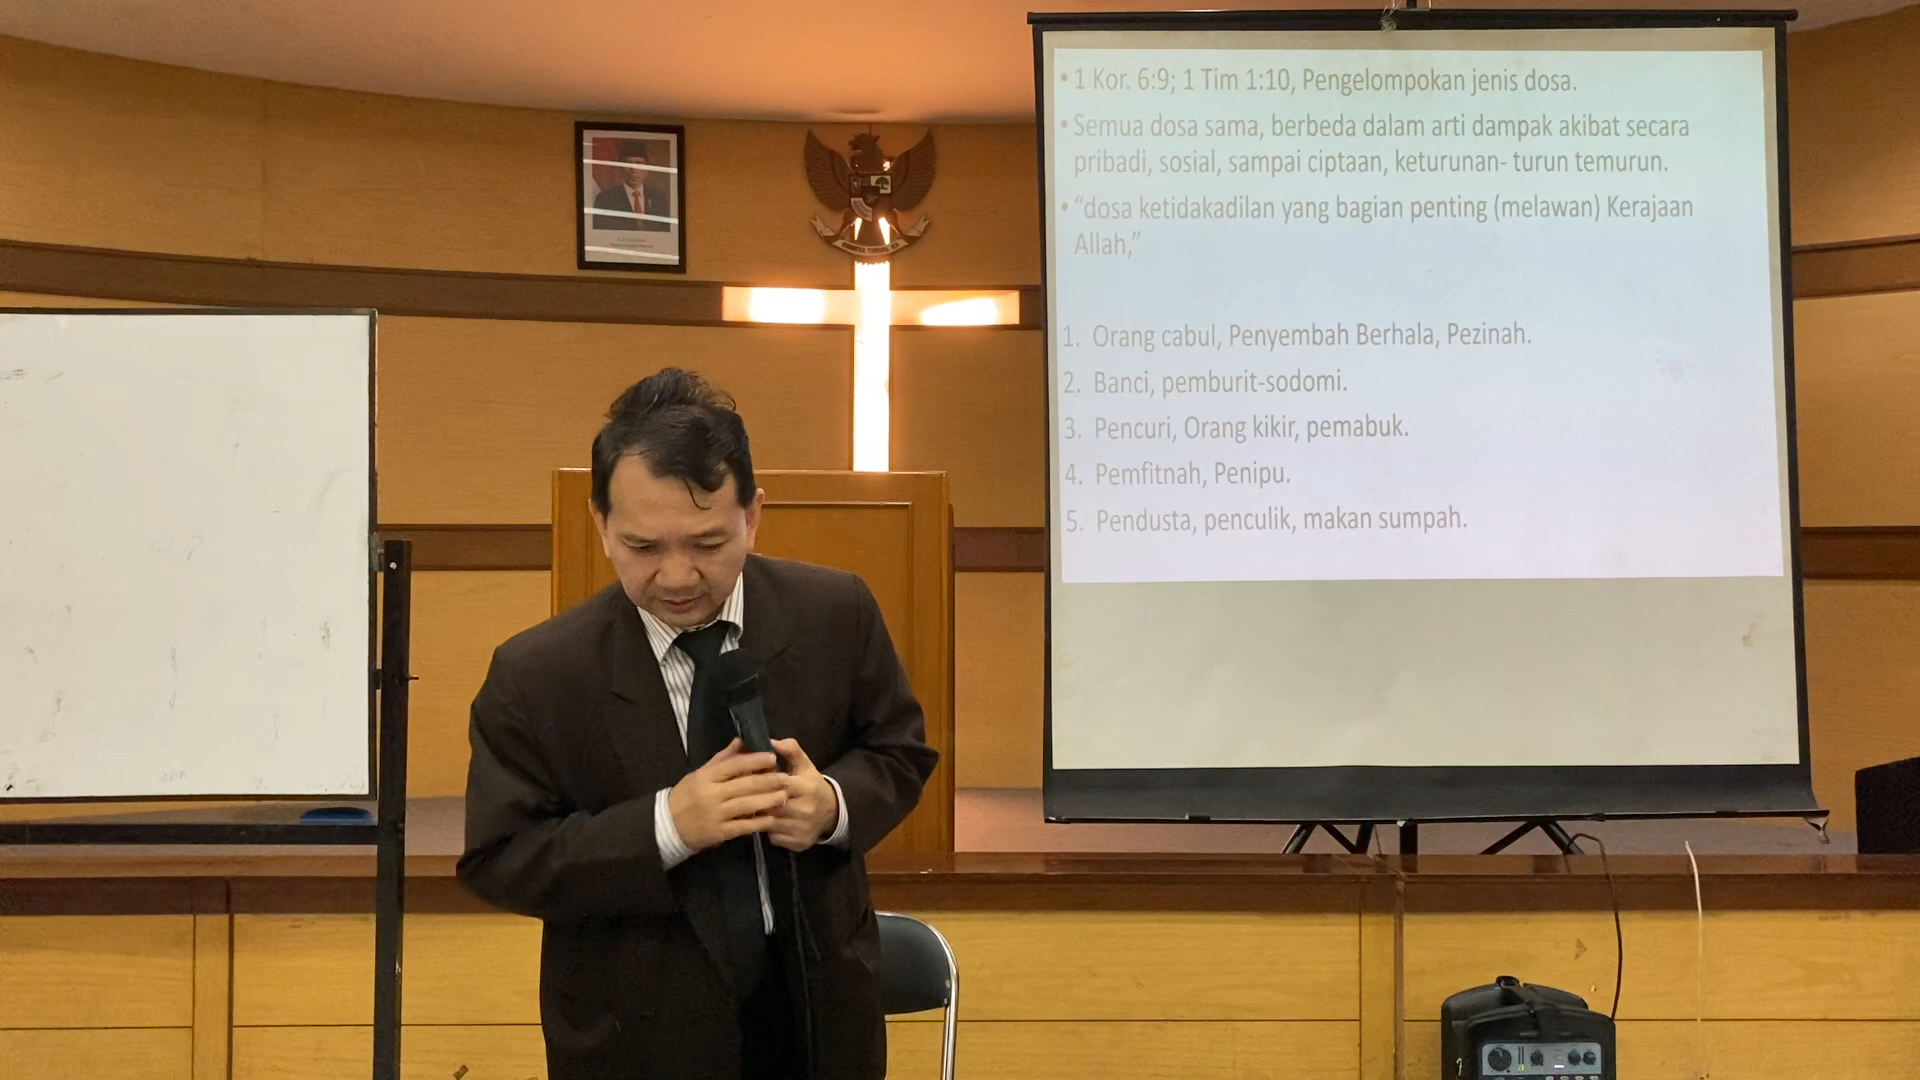 • 1 Kor. 6:9; 1 Tim 1:10, Pengelompokan jenis dosa.
• Semua dosa sama, berbeda dalam arti dampak akibat secara
pribadi, sosial, sampai ciptaan, keturunan- turun temurun.
• “dosa ketidakadilan yang bagian penting (melawan) Kerajaan
Allah,”
1. Orang cabul, Penyembah Berhala, Pezinah.
2. Banci, pemburit-sodomi.
3. Pencuri, Orang kikir, pemabuk.
4. Pemfitnah, Penipu.
5. Pendusta, penculik, makan sumpah.